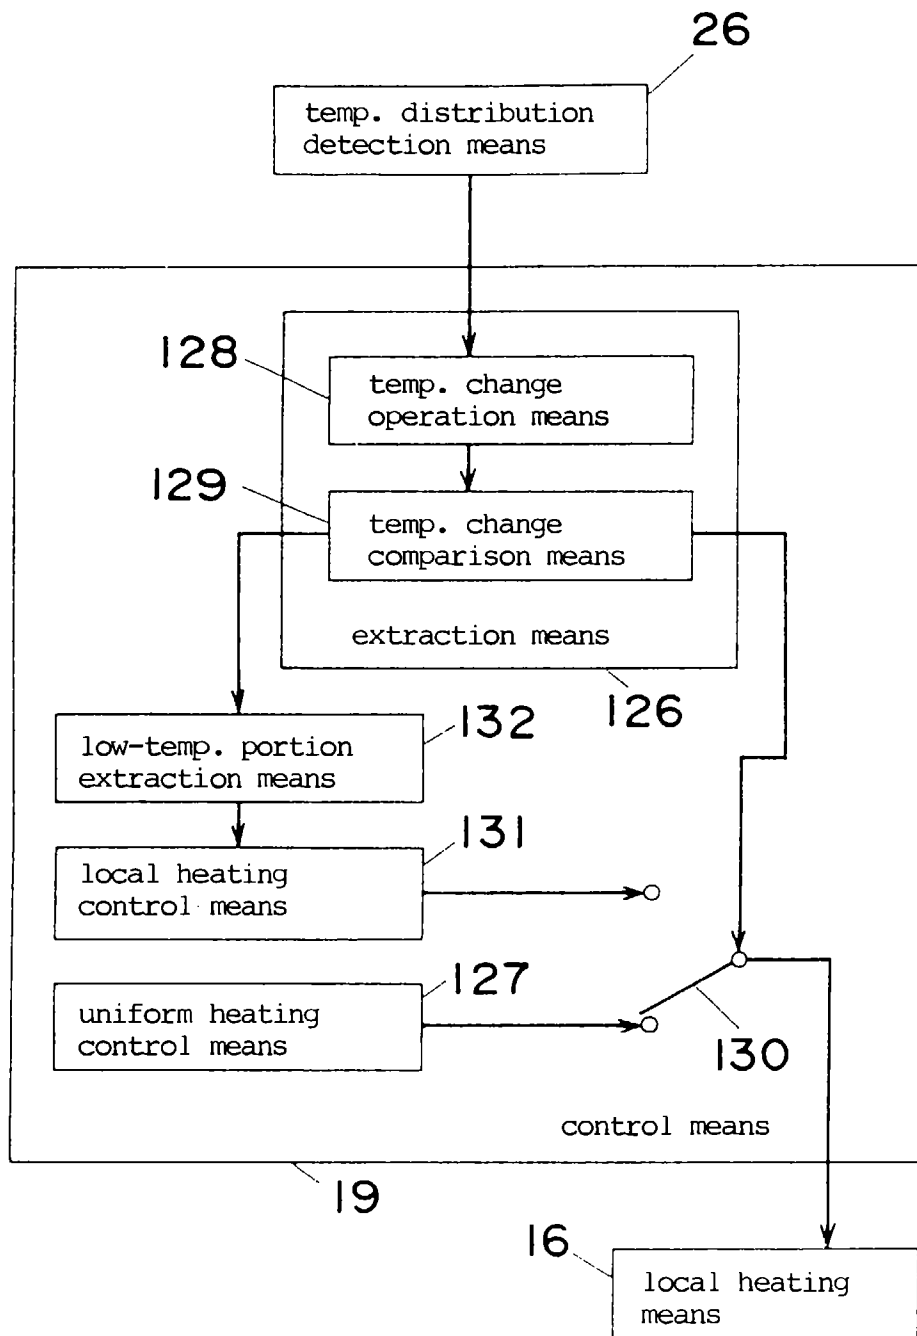 26
temp. distribution
detection means
128
temp. change
operation means
129
temp. change
comparison means
extraction means
126
132
low-temp. portion
extraction means
131
local heating
control means
127
uniform heating
control means
130
control means
19
16
local heating
means